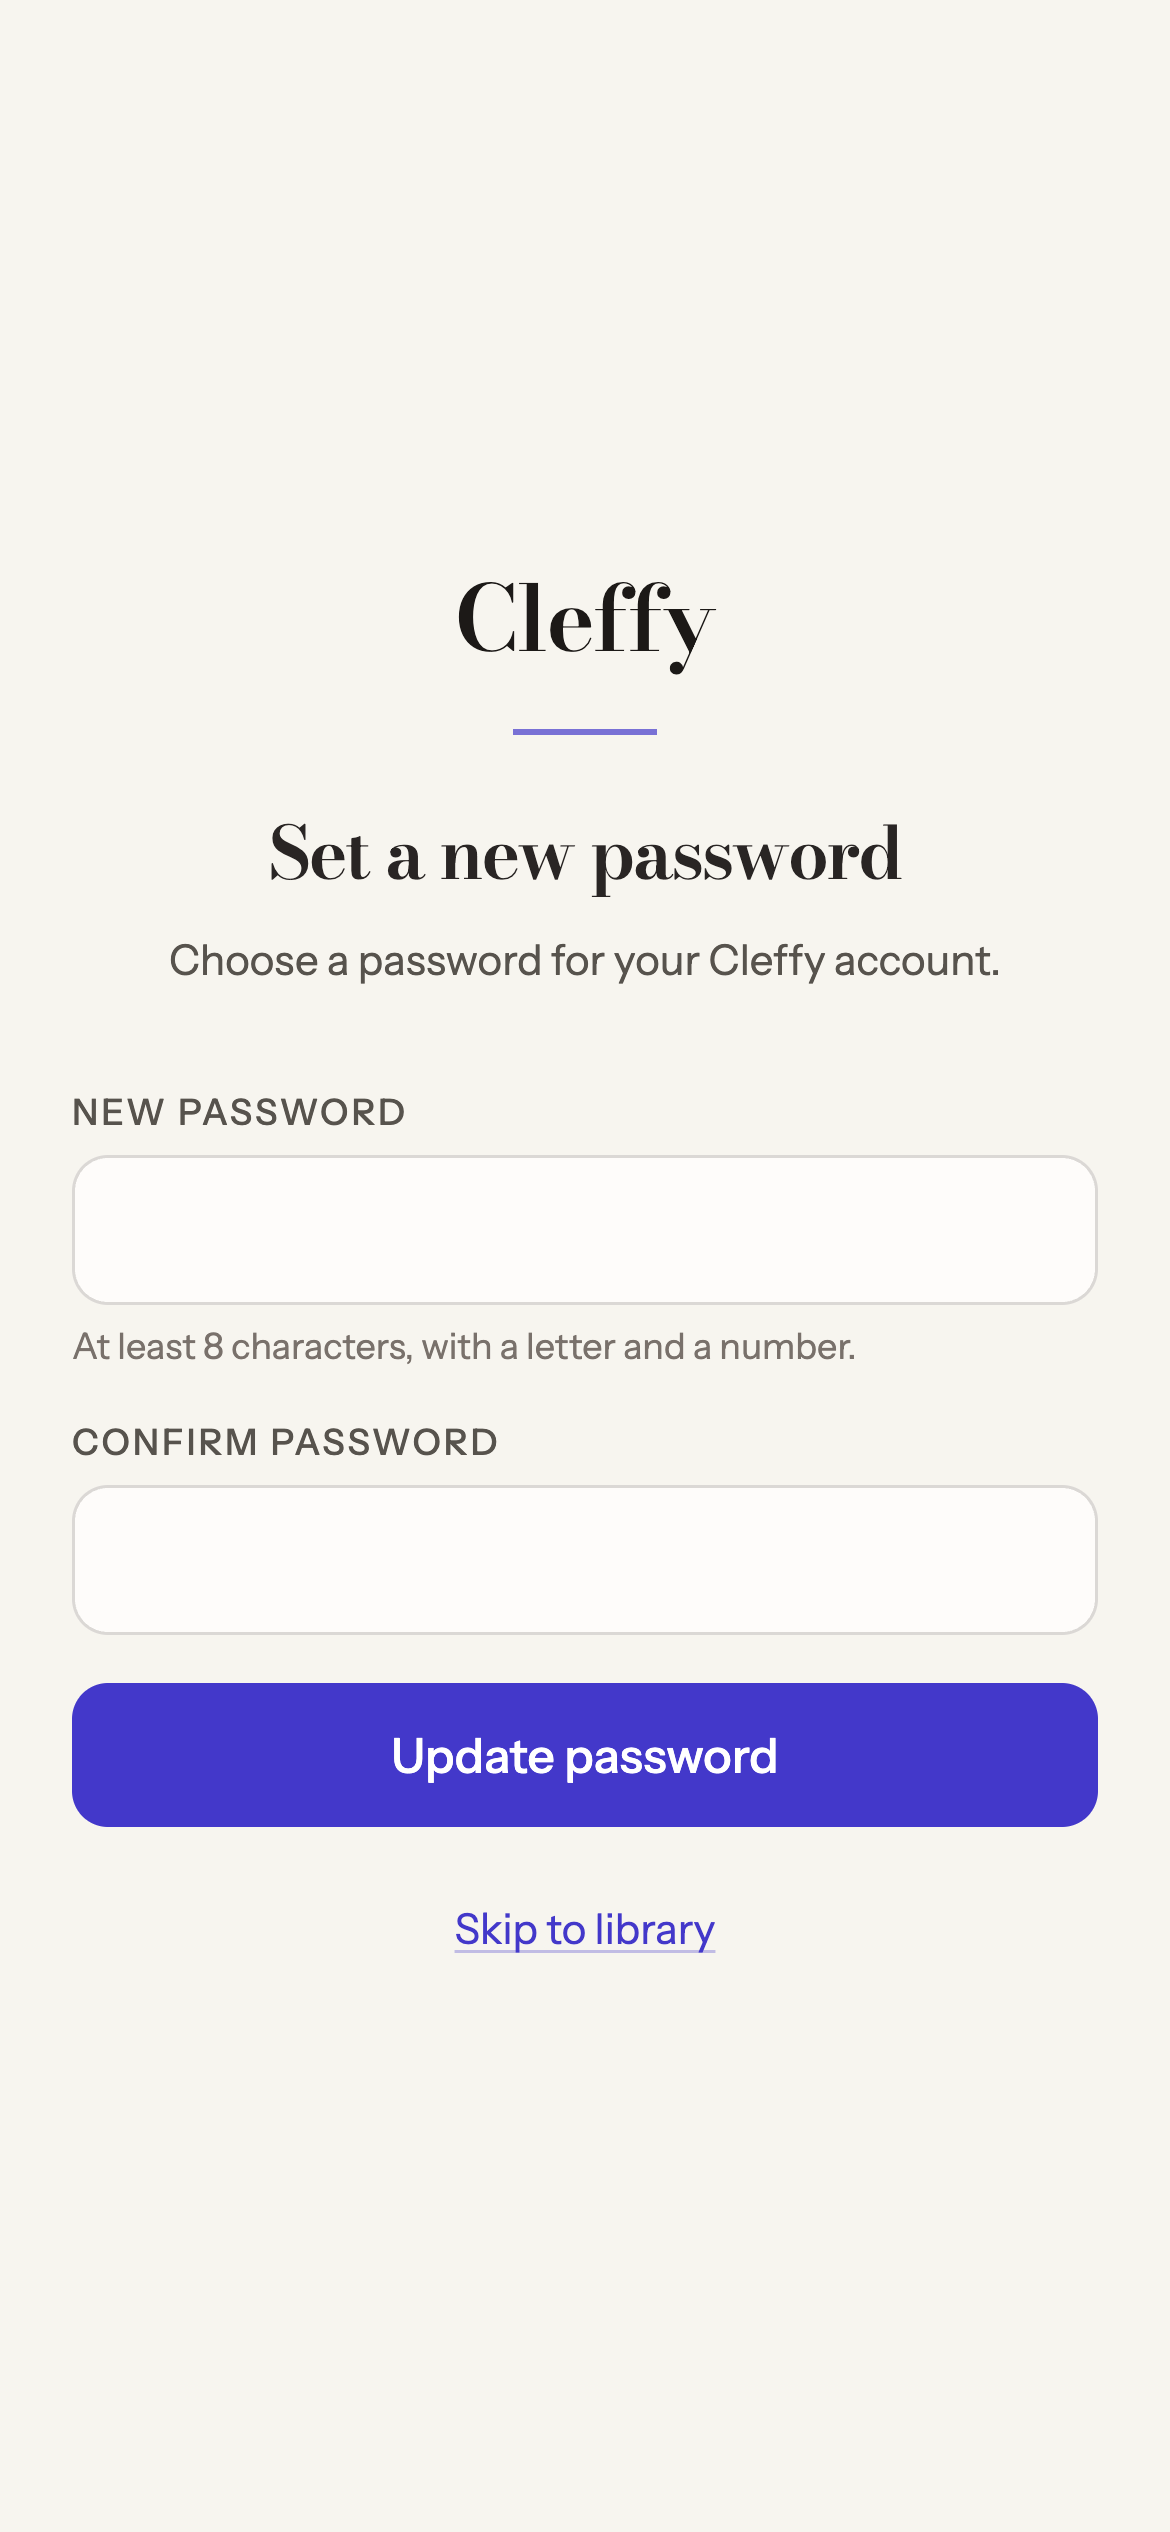 Cleffy
Set a new password
Choose a password for your Cleffy account.
NEW PASSWORD
At least 8 characters, with a letter and a number.
CONFIRM PASSWORD
Update password
Skip to library